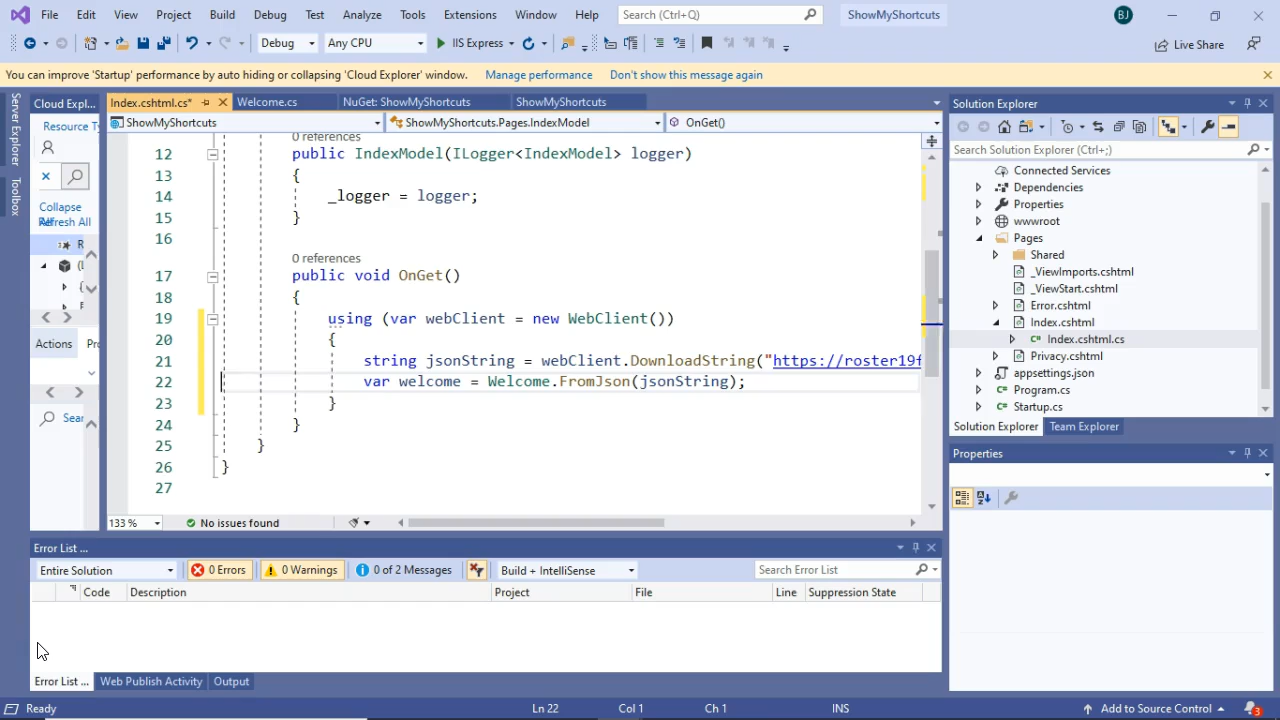 File Edit View Project Build Debug Test Analyze Tools Extensions Window Help Search (Ctrl+Q) ShowMyShortcuts BJ
Debug Any CPU IIS Express Live Share
You can improve 'Startup' performance by auto hiding or collapsing 'Cloud Explorer' window. Manage performance Don't show this message again
Server Explorer
Toolbox
Cloud Expl...
Resource Ty
Collapse
Refresh All
Actions Pr
Sear
Index.cshtml.cs* Welcome.cs NuGet: ShowMyShortcuts ShowMyShortcuts
ShowMyShortcuts ShowMyShortcuts.Pages.IndexModel OnGet()
0 references
12 public IndexModel(ILogger<IndexModel> logger)
13 {
14 _logger = logger;
15 }
16
0 references
17 public void OnGet()
18 {
19 using (var webClient = new WebClient())
20 {
21 string jsonString = webClient.DownloadString("https://roster19f
22 var welcome = Welcome.FromJson(jsonString);
23 }
24 }
25 }
26 }
27
133 % No issues found
Solution Explorer
Search Solution Explorer (Ctrl+;)
Connected Services
Dependencies
Properties
wwwroot
Pages
Shared
_ViewImports.cshtml
_ViewStart.cshtml
Error.cshtml
Index.cshtml
Index.cshtml.cs
Privacy.cshtml
appsettings.json
Program.cs
Startup.cs
Solution Explorer Team Explorer
Properties
Error List ...
Entire Solution 0 Errors 0 Warnings 0 of 2 Messages Build + IntelliSense Search Error List
Code Description Project File Line Suppression State
Error List ... Web Publish Activity Output
Ready Ln 22 Col 1 Ch 1 INS Add to Source Control 3